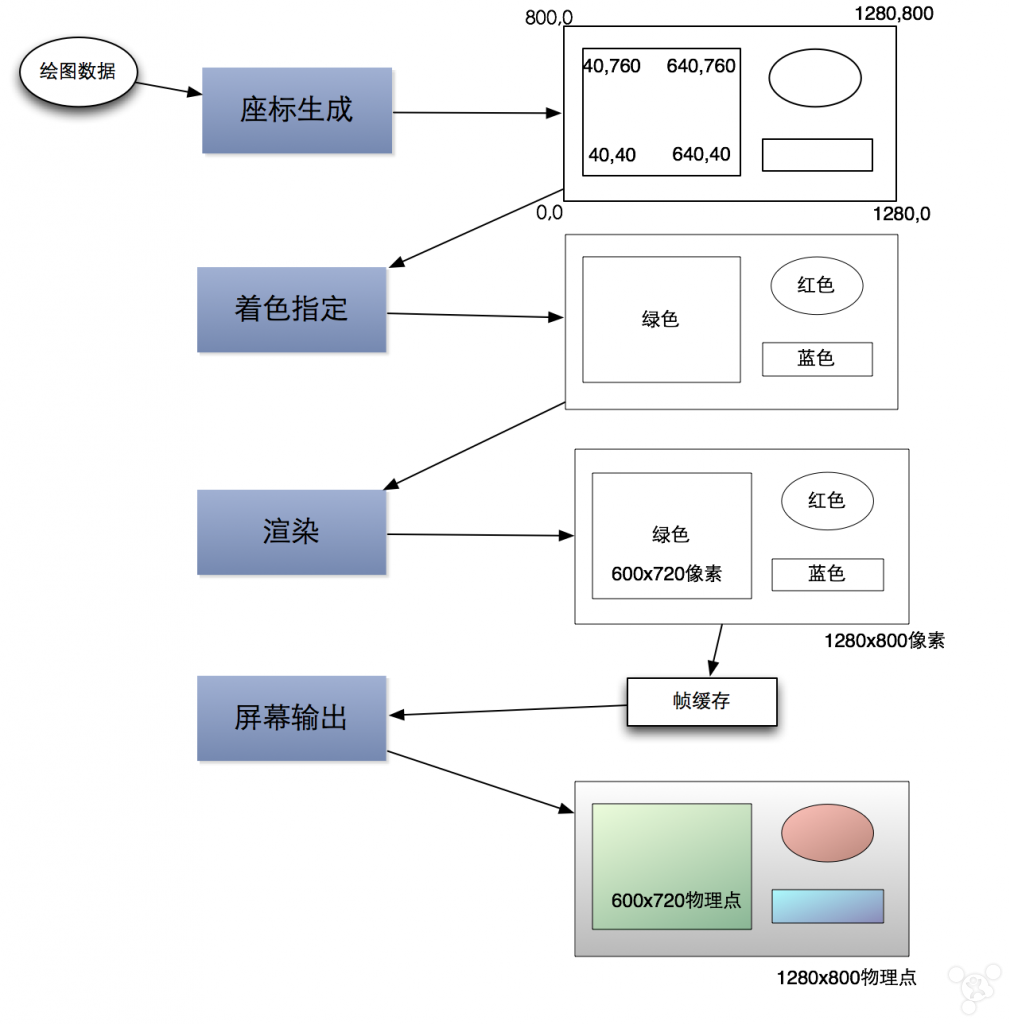 800,0
1280,800
绘图数据
座标生成
40,760
640,760
40,40
640,40
0,0
1280,0
着色指定
绿色
红色
蓝色
渲染
绿色
600x720像素
红色
蓝色
1280x800像素
帧缓存
屏幕输出
600x720物理点
1280x800物理点